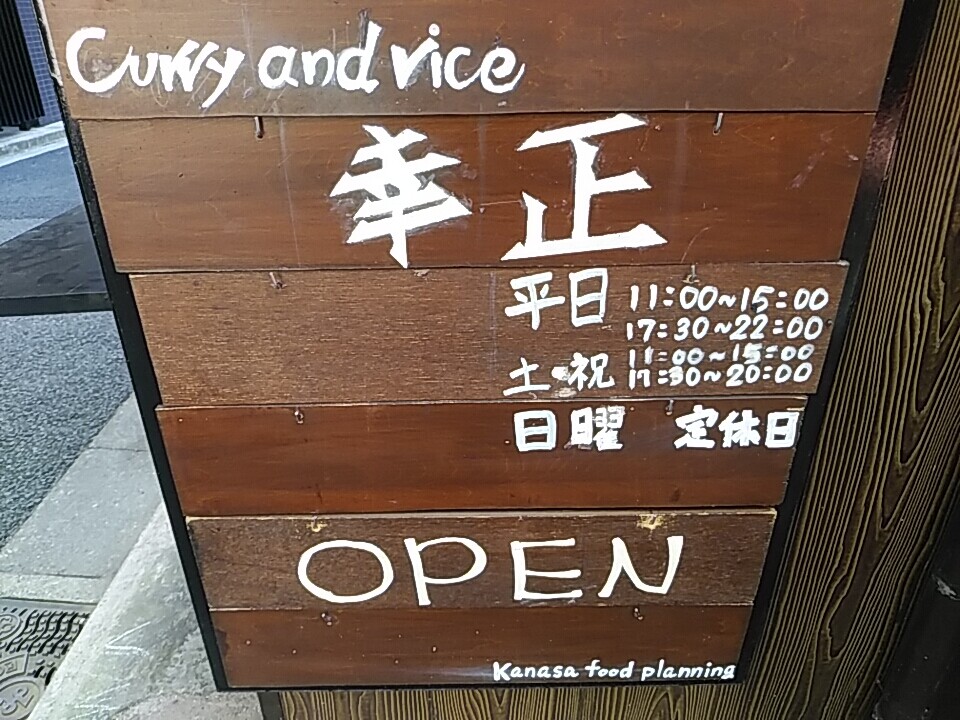 Curry and rice
幸正
平日 11:00~15:00
17:30~22:00
土・祝 11:00~15:00
17:30~20:00
日曜 定休日
OPEN
Kanasa food planning